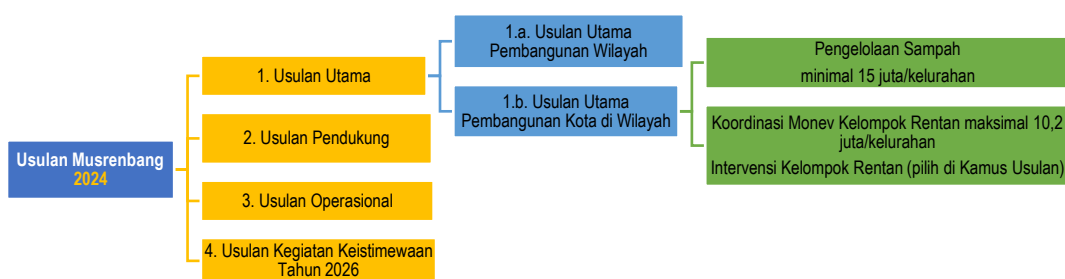 Usulan Musrenbang
2024
1. Usulan Utama
2. Usulan Pendukung
3. Usulan Operasional
4. Usulan Kegiatan Keistimewaan
Tahun 2026
1.a. Usulan Utama
Pembangunan Wilayah
1.b. Usulan Utama
Pembangunan Kota di Wilayah
Pengelolaan Sampah
minimal 15 juta/kelurahan
Koordinasi Monev Kelompok Rentan maksimal 10,2
juta/kelurahan
Intervensi Kelompok Rentan (pilih di Kamus Usulan)